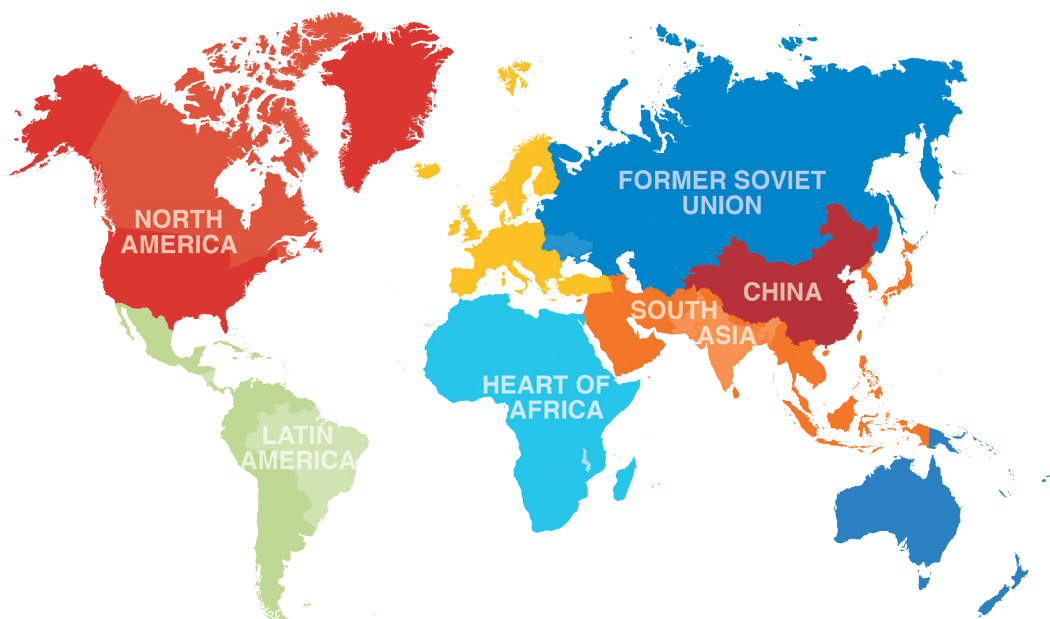 NORTH
AMERICA
LATIN
AMERICA
HEART OF
AFRICA
FORMER SOVIET
UNION
CHINA
SOUTH
ASIA